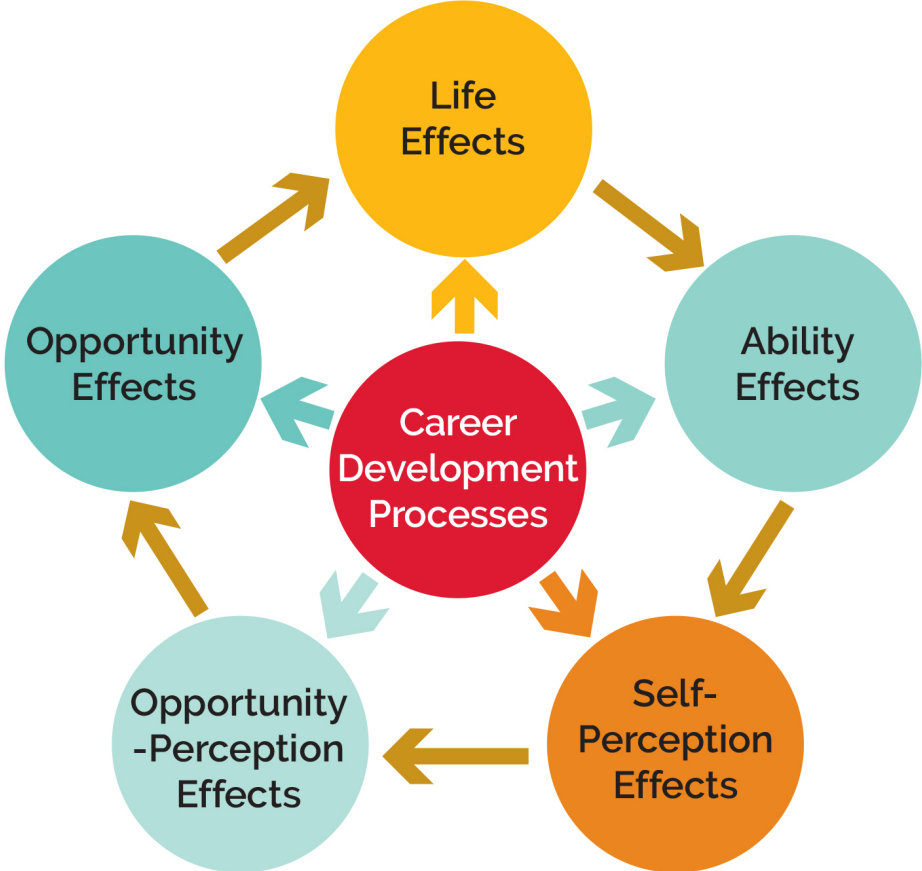 Life
Effects
Opportunity
Effects
Ability
Effects
Career
Development
Processes
Opportunity
-Perception
Effects
Self-
Perception
Effects